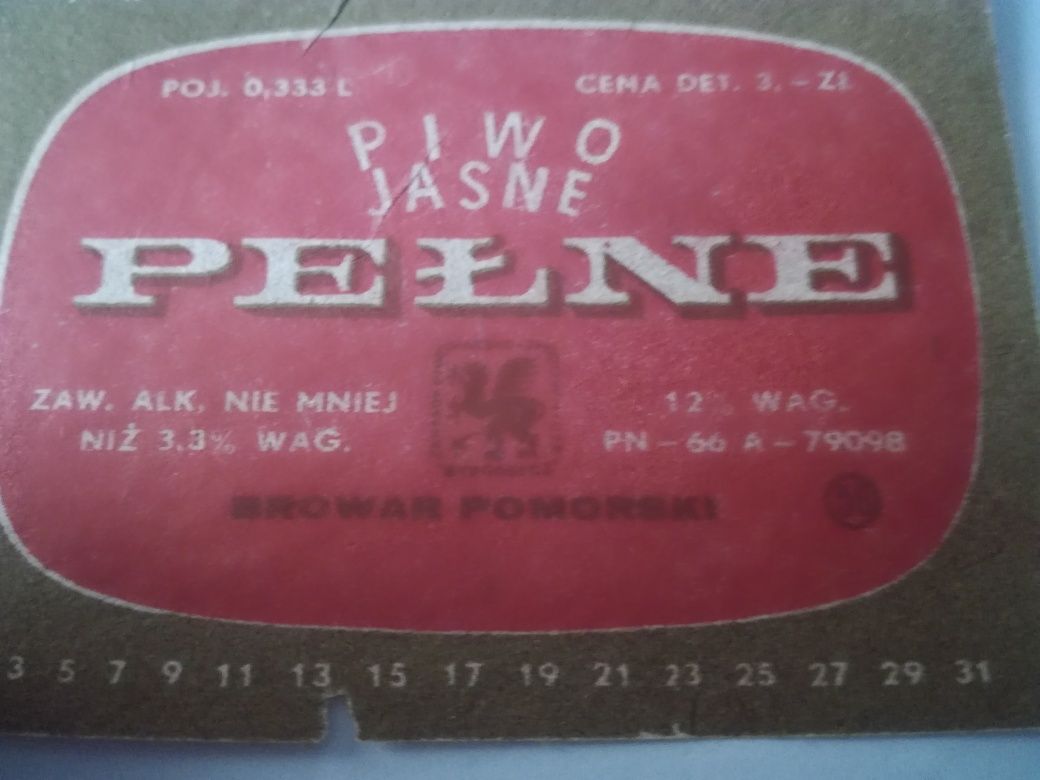 POJ. 0,333 L
CENA DET. 3,- ZŁ
PIWO
JASNE
PEŁNE
ZAW. ALK. NIE MNIEJ
NIŻ 3.3% WAG.
12% WAG.
PN - 66 A - 79098
BROWAR POMORSKI
3 5 7 9 11 13 15 17 19 21 23 25 27 29 31